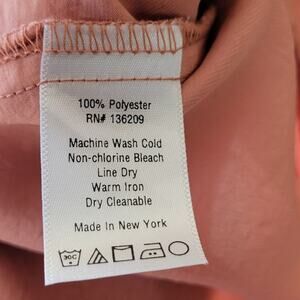 100% Polyester
RN# 136209
Machine Wash Cold
Non-chlorine Bleach
Line Dry
Warm Iron
Dry Cleanable
Made In New York
30C